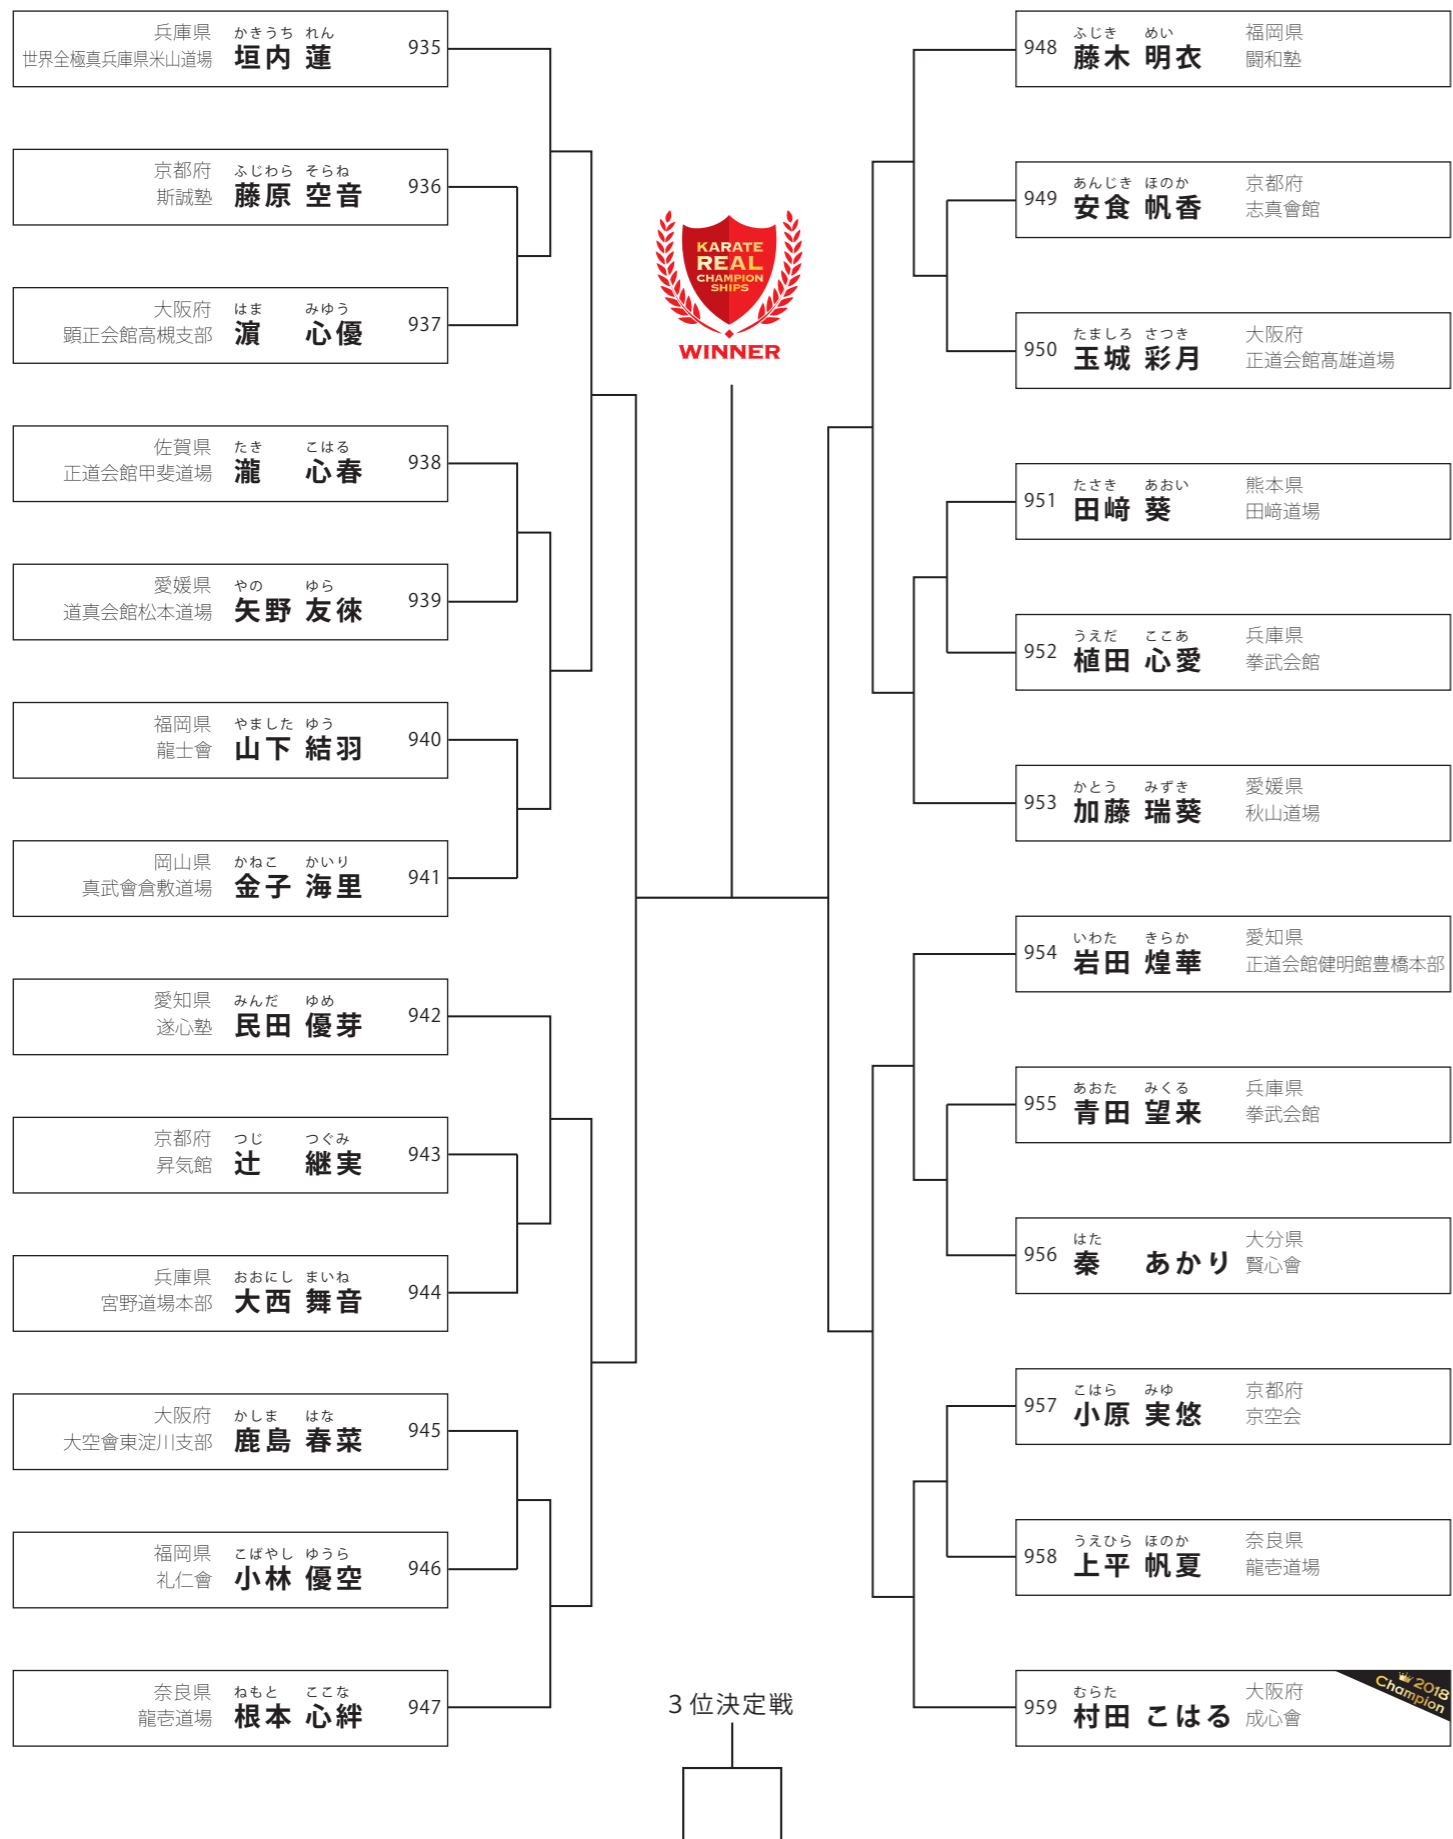 兵庫県 かきうち れん
世界全極真兵庫県米山道場 垣内 蓮 935
京都府 ふじわら そらね
斯誠塾 藤原 空音 936
大阪府 はま みゆう
顕正会館高槻支部 濵 心優 937
佐賀県 たき こはる
正道会館甲斐道場 瀧 心春 938
愛媛県 やの ゆら
道真会館松本道場 矢野 友徠 939
福岡県 やました ゆう
龍士會 山下 結羽 940
岡山県 かねこ かいり
真武會倉敷道場 金子 海里 941
愛知県 みんだ ゆめ
遂心塾 民田 優芽 942
京都府 つじ つぐみ
昇気館 辻 継実 943
兵庫県 おおにし まいね
宮野道場本部 大西 舞音 944
大阪府 かしま はな
大空會東淀川支部 鹿島 春菜 945
福岡県 こばやし ゆうら
礼仁會 小林 優空 946
奈良県 ねもと ここな
龍壱道場 根本 心絆 947
KARATE
REAL
CHAMPION
SHIPS
WINNER
3位決定戦
ふじき めい 福岡県
948 藤木 明衣 闘和塾
あんじき ほのか 京都府
949 安食 帆香 志真會館
たましろ さつき 大阪府
950 玉城 彩月 正道会館髙雄道場
たさき あおい 熊本県
951 田﨑 葵 田﨑道場
うえだ ここあ 兵庫県
952 植田 心愛 拳武会館
かとう みずき 愛媛県
953 加藤 瑞葵 秋山道場
いわた きらか 愛知県
954 岩田 煌華 正道会館健明館豊橋本部
あおた みくる 兵庫県
955 青田 望来 拳武会館
はた 大分県
956 秦 あかり 賢心會
こはら みゆ 京都府
957 小原 実悠 京空会
うえひら ほのか 奈良県
958 上平 帆夏 龍壱道場
むらた 大阪府
959 村田 こはる 成心會
2018
Champion